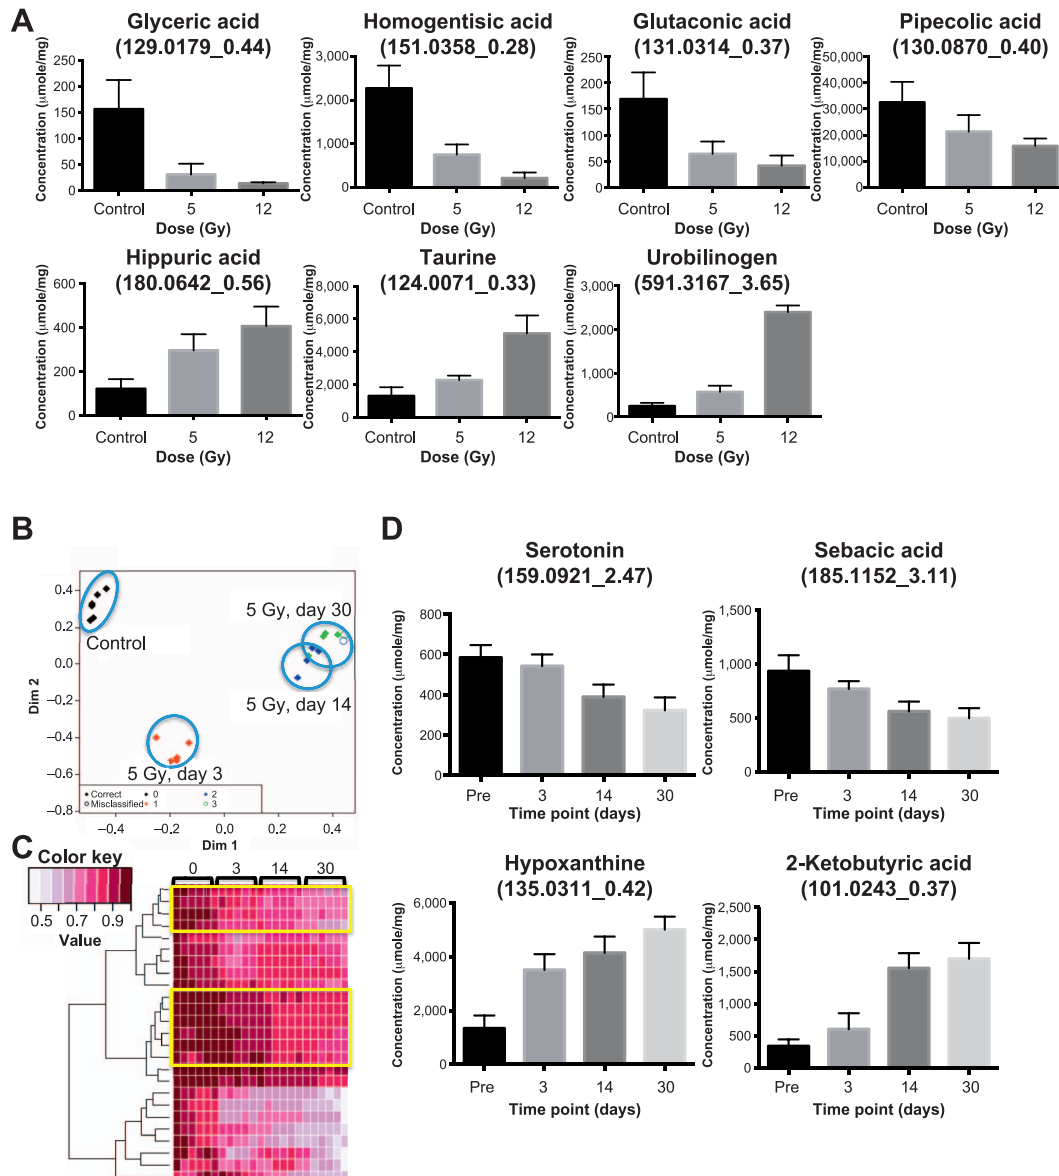 A
Glyceric acid
(129.0179_0.44)
Concentration (μmole/mg)
250
200
150
100
50
0
Control 5 12
Dose (Gy)
Homogentisic acid
(151.0358_0.28)
Concentration (μmole/mg)
3,000
2,000
1,000
0
Control 5 12
Dose (Gy)
Glutaconic acid
(131.0314_0.37)
Concentration (μmole/mg)
250
200
150
100
50
0
Control 5 12
Dose (Gy)
Pipecolic acid
(130.0870_0.40)
Concentration (μmole/mg)
50,000
40,000
30,000
20,000
10,000
0
Control 5 12
Dose (Gy)
Hippuric acid
(180.0642_0.56)
Concentration (μmole/mg)
600
400
200
0
Control 5 12
Dose (Gy)
Taurine
(124.0071_0.33)
Concentration (μmole/mg)
8,000
6,000
4,000
2,000
0
Control 5 12
Dose (Gy)
Urobilinogen
(591.3167_3.65)
Concentration (μmole/mg)
3,000
2,000
1,000
0
Control 5 12
Dose (Gy)
B
Dim 2
0.4
0.2
0.0
–0.2
–0.4
–0.6
–0.8
Control
5 Gy, day 30
5 Gy, day 14
5 Gy, day 3
Correct 0 2
Misclassified 1 3
–0.4 –0.2 0.0 0.2 0.4
Dim 1
C
Color key
0.5 0.7 0.9
Value
0 3 14 30
D
Serotonin
(159.0921_2.47)
Concentration (μmole/mg)
800
600
400
200
0
Pre 3 14 30
Time point (days)
Sebacic acid
(185.1152_3.11)
Concentration (μmole/mg)
1,500
1,000
500
0
Pre 3 14 30
Time point (days)
Hypoxanthine
(135.0311_0.42)
Concentration (μmole/mg)
6,000
4,000
2,000
0
Pre 3 14 30
Time point (days)
2-Ketobutyric acid
(101.0243_0.37)
Concentration (μmole/mg)
2,500
2,000
1,500
1,000
500
0
Pre 3 14 30
Time point (days)